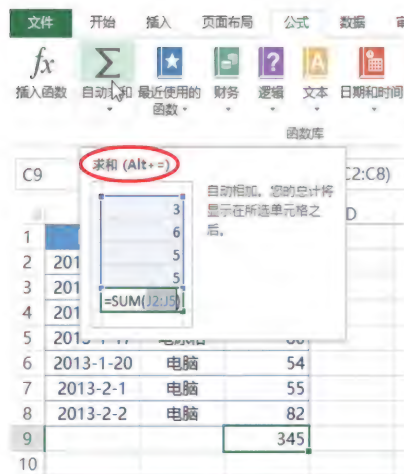 文件 开始 插入 页面布局 公式 数据
fx Σ ? A
插入函数 自动求和 最近使用的 财务 逻辑 文本 日期和时间
函数
函数库
C9 C2:C8)
求和 (Alt+=)
自动相加。您的总计将
显示在所选单元格之
后。
3
6
5
5
=SUM(J2:J5)
D
1
2 201
3 201
4 201
5
6 2013-1-20 电脑 54
7 2013-2-1 电脑 55
8 2013-2-2 电脑 82
9 345
10